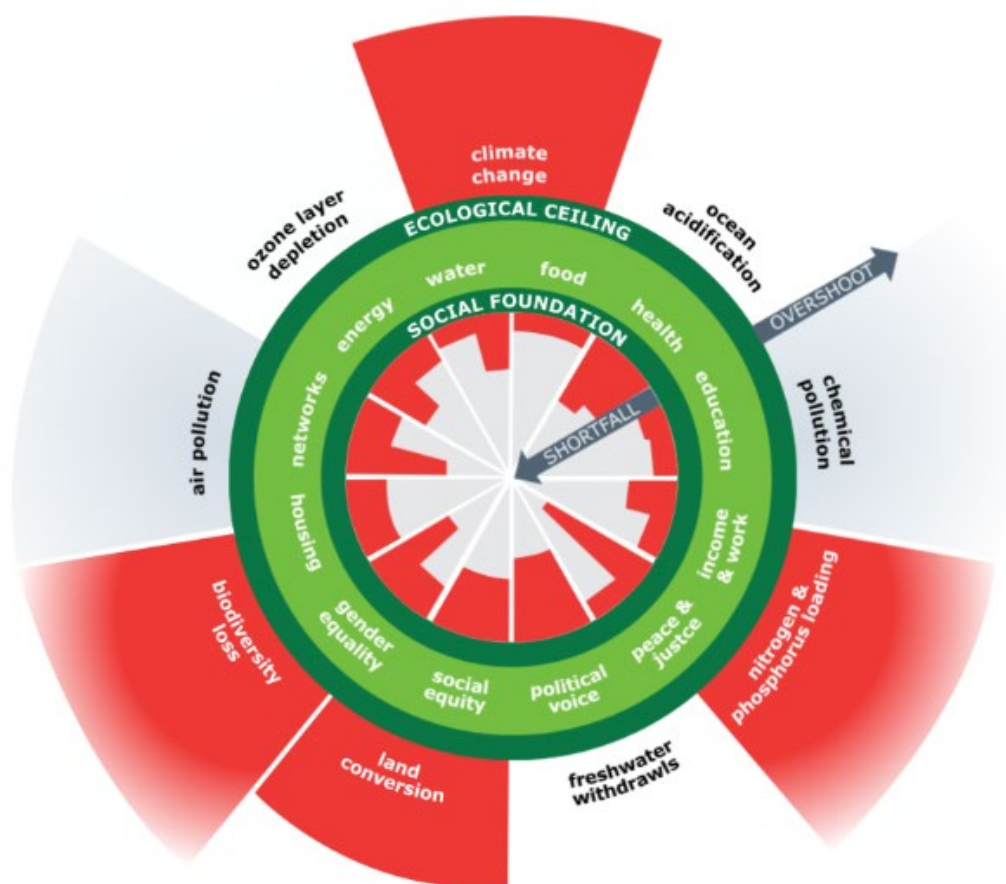 climate
change
ozone layer
depletion
ocean
acidification
ECOLOGICAL CEILING
OVERSHOOT
water
food
energy
health
SOCIAL FOUNDATION
networks
education
SHORTFALL
air pollution
chemical
pollution
housing
income
& work
gender
equality
peace &
justce
social
equity
political
voice
biodiversity
loss
nitrogen &
phosphorus loading
land
conversion
freshwater
withdrawls